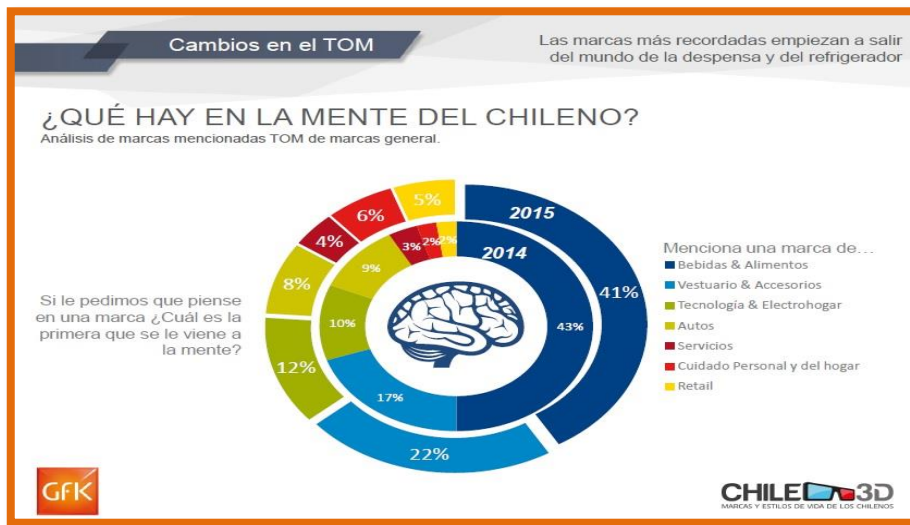 Cambios en el TOM
Las marcas más recordadas empiezan a salir
del mundo de la despensa y del refrigerador
¿QUÉ HAY EN LA MENTE DEL CHILENO?
Análisis de marcas mencionadas TOM de marcas general.
Si le pedimos que piense
en una marca ¿Cuál es la
primera que se le viene a
la mente?
2015
41%
22%
12%
8%
4%
6%
5%
2014
43%
17%
10%
9%
3%
2%
2%
Menciona una marca de...
Bebidas & Alimentos
Vestuario & Accesorios
Tecnología & Electrohogar
Autos
Servicios
Cuidado Personal y del hogar
Retail
GfK
CHILE 3D
MARCAS Y ESTILOS DE VIDA DE LOS CHILENOS